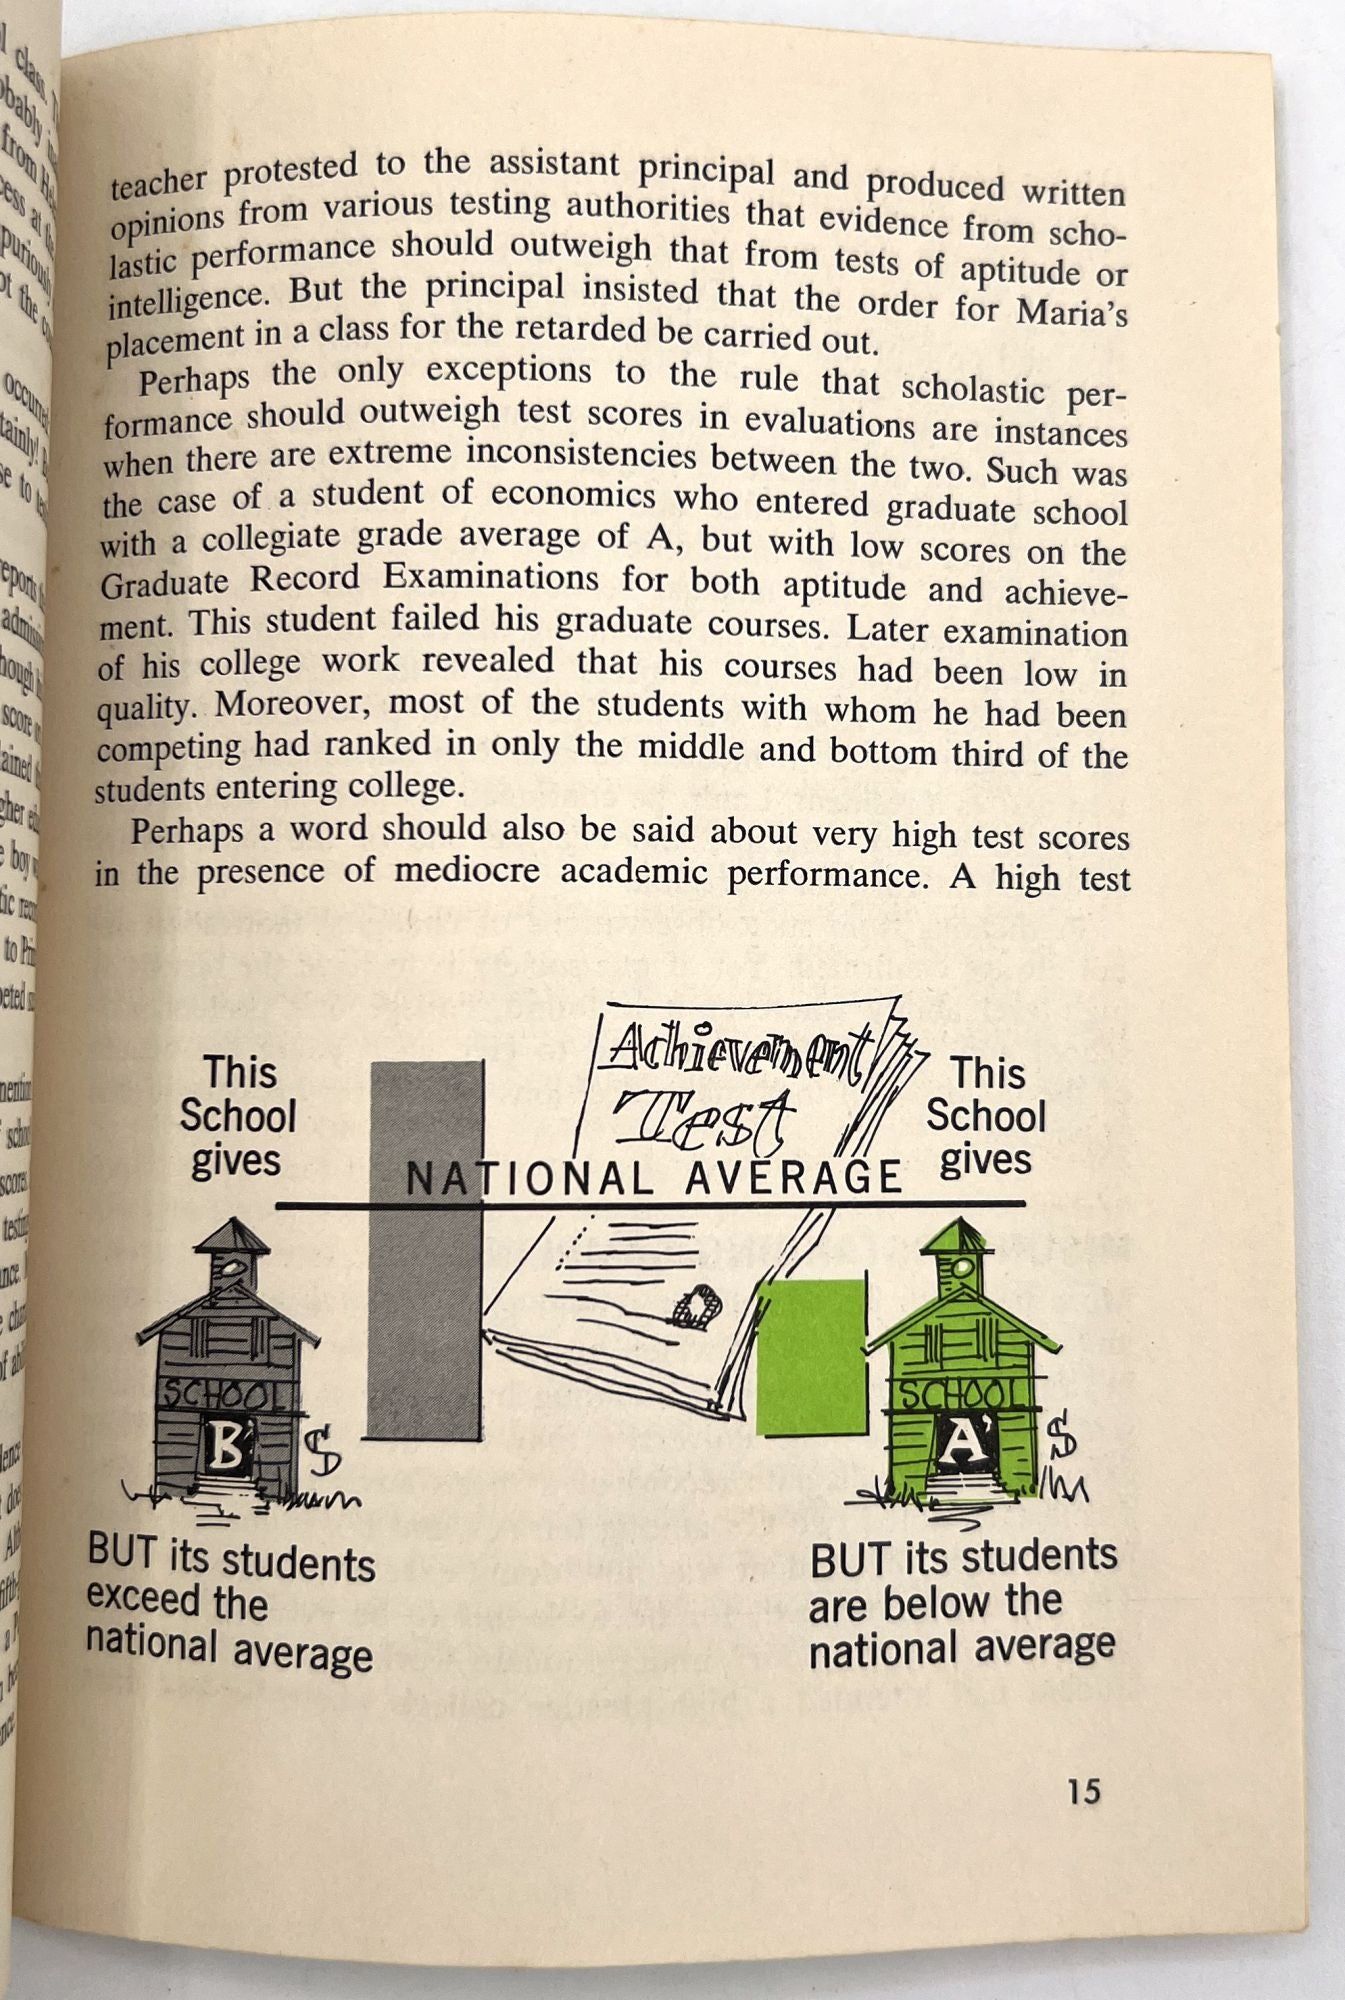 teacher protested to the assistant principal and produced written
opinions from various testing authorities that evidence from scho-
lastic performance should outweigh that from tests of aptitude or
intelligence. But the principal insisted that the order for Maria's
placement in a class for the retarded be carried out.
Perhaps the only exceptions to the rule that scholastic per-
formance should outweigh test scores in evaluations are instances
when there are extreme inconsistencies between the two. Such was
the case of a student of economics who entered graduate school
with a collegiate grade average of A, but with low scores on the
Graduate Record Examinations for both aptitude and achieve-
ment. This student failed his graduate courses. Later examination
of his college work revealed that his courses had been low in
quality. Moreover, most of the students with whom he had been
competing had ranked in only the middle and bottom third of the
students entering college.
Perhaps a word should also be said about very high test scores
in the presence of mediocre academic performance. A high test
Achievement
Test
This
School
gives
NATIONAL AVERAGE
This
School
gives
SCHOOL
B's
SCHOOL
A's
BUT its students
exceed the
national average
BUT its students
are below the
national average
15